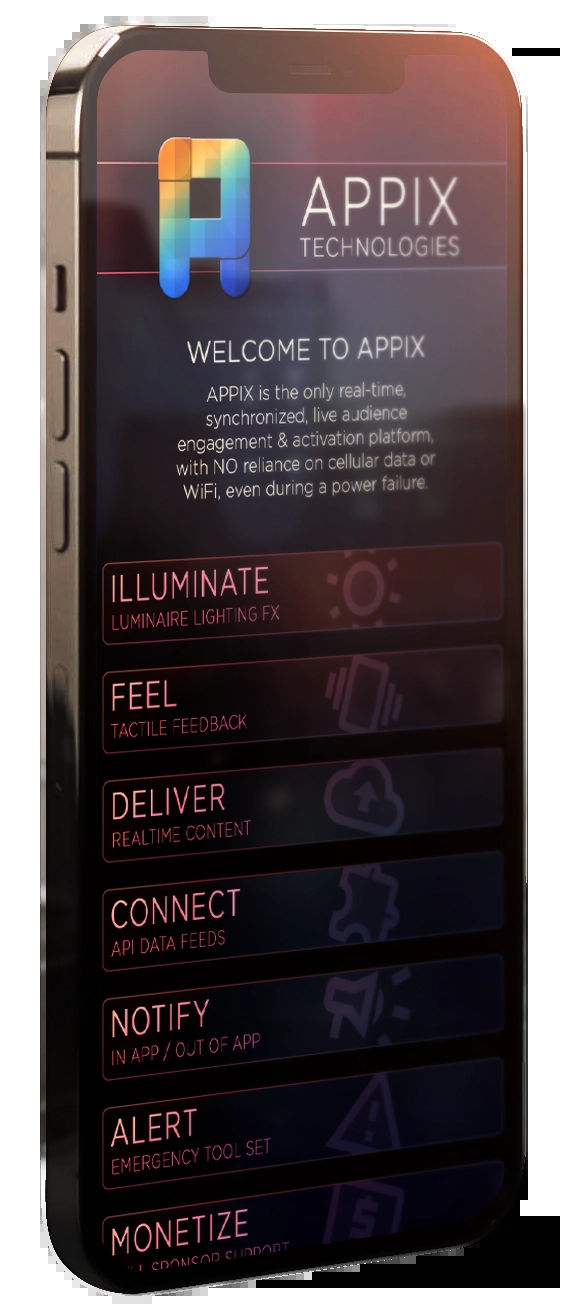 APPIX
TECHNOLOGIES
WELCOME TO APPIX
APPIX is the only real-time,
synchronized, live audience
engagement & activation platform,
with NO reliance on cellular data or
WiFi, even during a power failure.
ILLUMINATE
LUMINAIRE LIGHTING FX
FEEL
TACTILE FEEDBACK
DELIVER
REALTIME CONTENT
CONNECT
API DATA FEEDS
NOTIFY
IN APP / OUT OF APP
ALERT
EMERGENCY TOOL SET
MONETIZE
SPONSOR SUPPORT